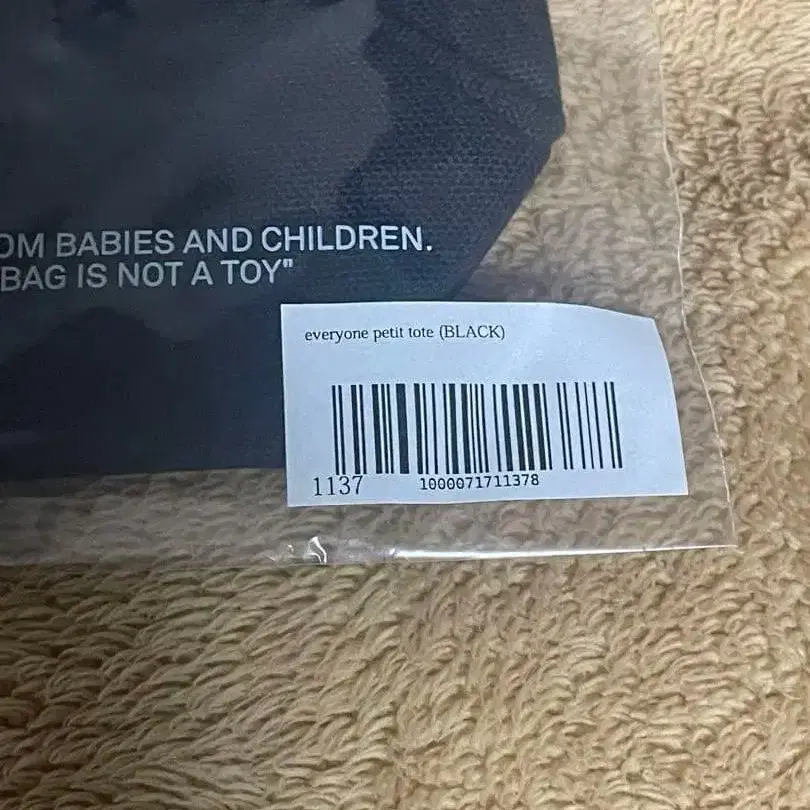 OM BABIES AND CHILDREN.
BAG IS NOT A TOY"
everyone petit tote (BLACK)
1137
1000071711378